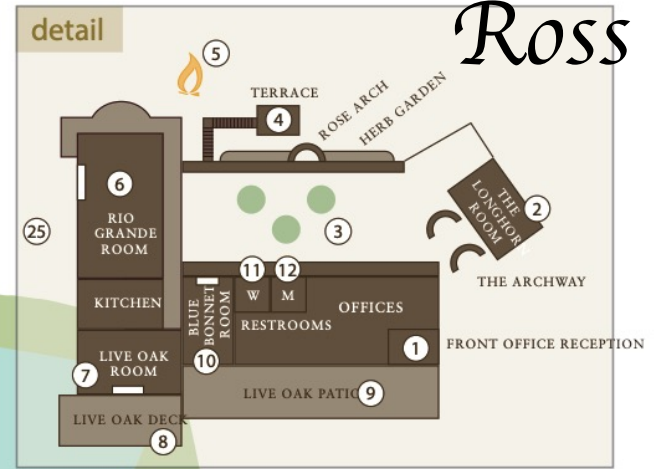 detail
Ross
5
TERRACE
4
ROSE ARCH
HERB GARDEN
6
RIO
GRANDE
ROOM
25
3
THE
LONGHORN
ROOM
2
THE ARCHWAY
KITCHEN
BLUE
BONNET
ROOM
10
11
W
12
M
RESTROOMS
OFFICES
1
FRONT OFFICE RECEPTION
LIVE OAK
ROOM
7
LIVE OAK PATIO
9
LIVE OAK DECK
8